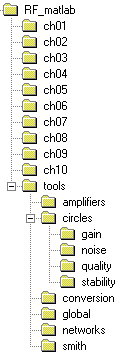 RF_matlab
ch01
ch02
ch03
ch04
ch05
ch06
ch07
ch08
ch09
ch10
tools
amplifiers
circles
gain
noise
quality
stability
conversion
global
networks
smith